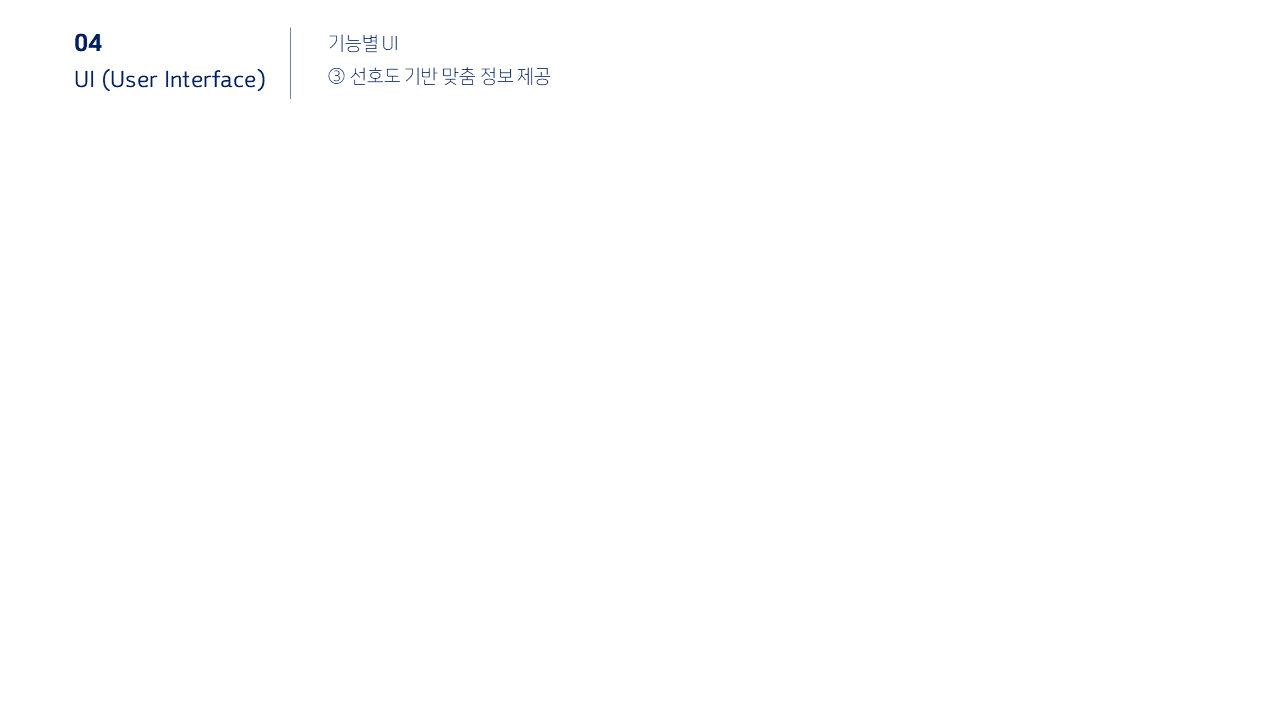 04
UI (User Interface)
기능별 UI
③ 선호도 기반 맞춤 정보 제공